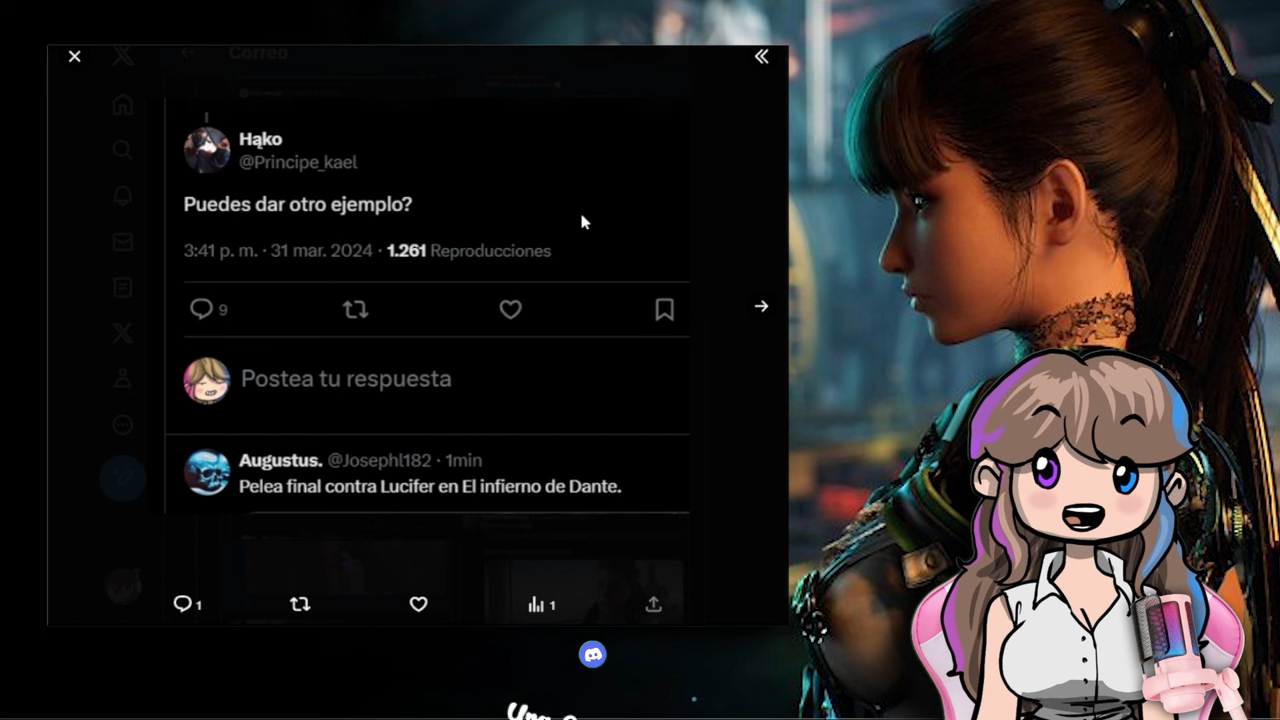 Correo
Hąko
@Principe_kael
Puedes dar otro ejemplo?
3:41 p. m. · 31 mar. 2024 · 1.261 Reproducciones
9
Postea tu respuesta
Augustus. @Josephl182 · 1min
Pelea final contra Lucifer en El infierno de Dante.
1
1